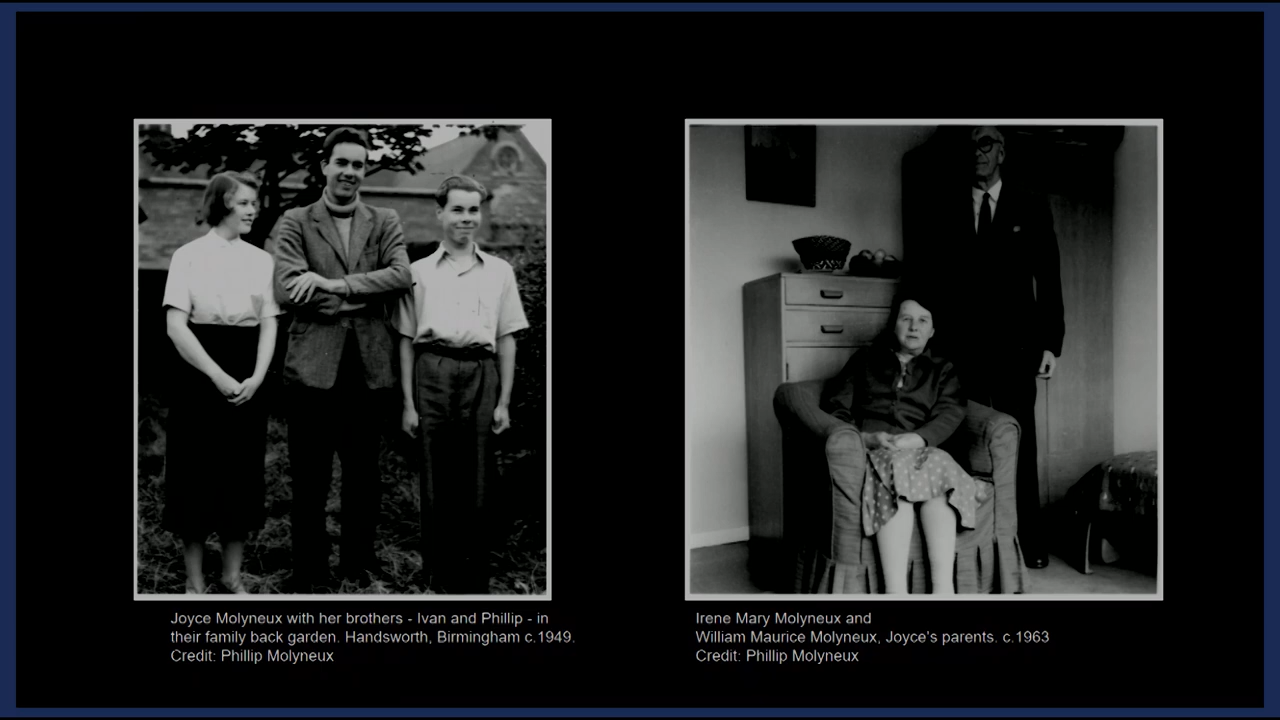 Joyce Molyneux with her brothers - Ivan and Phillip - in
their family back garden. Handsworth, Birmingham c.1949.
Credit: Phillip Molyneux
Irene Mary Molyneux and
William Maurice Molyneux, Joyce's parents. c.1963
Credit: Phillip Molyneux